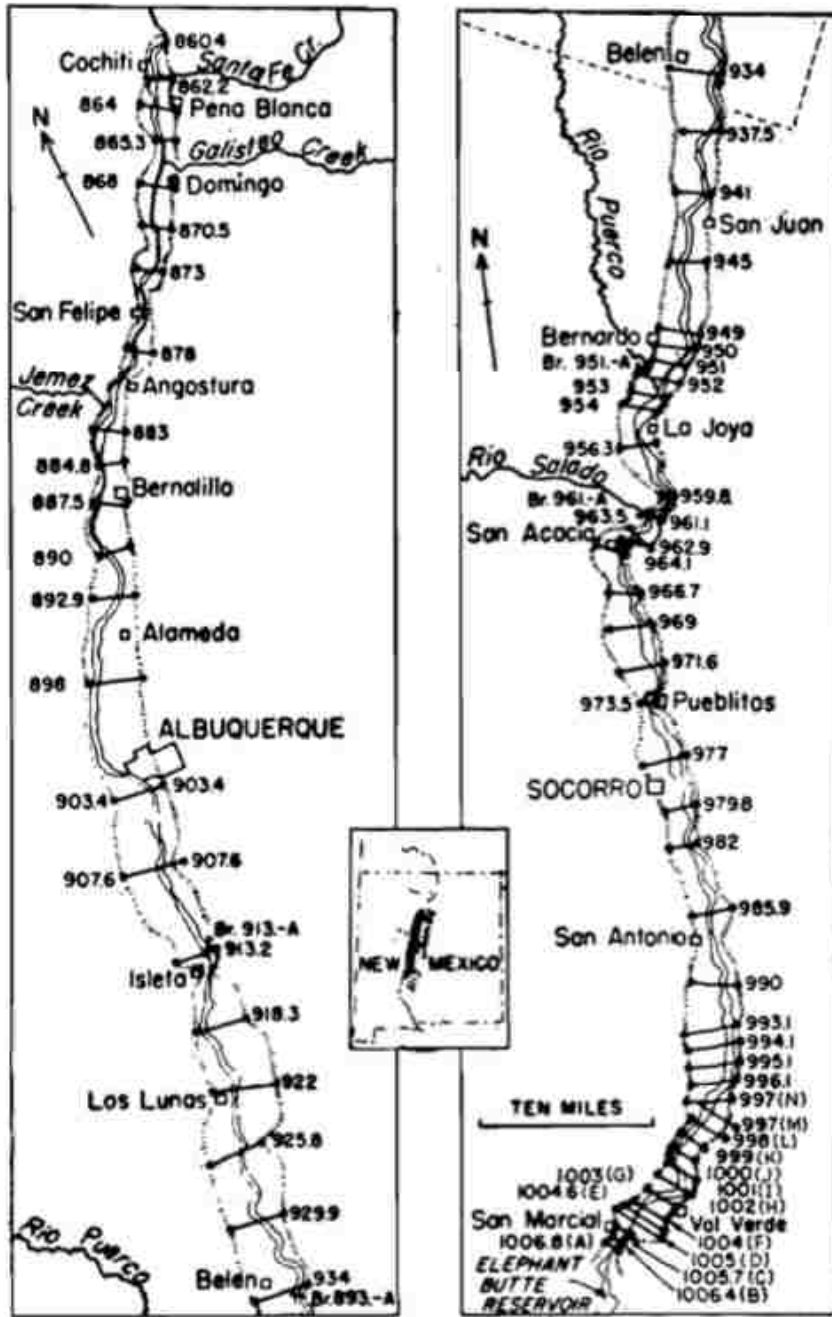 860.4
Cochiti
Santa Fe Cr.
862.2
864
Pena Blanca
N
865.3
Galisteo Creek
868
Domingo
870.5
873
San Felipe
878
Jemez Creek
Angostura
883
884.8
Bernalillo
887.5
890
892.9
Alameda
898
ALBUQUERQUE
903.4
903.4
907.6
907.6
Br. 913.-A
913.2
Isleta
918.3
Los Lunas
922
925.8
929.9
Rio Puerco
Belen
934
Br. 893.-A
NEW MEXICO
Belen
934
937.5
Rio Puerco
941
San Juan
N
945
Bernardo
949
950
Br. 951.-A
951
952
953
954
La Joya
956.3
Rio Salado
959.8
Br. 961.-A
963.5
961.1
San Acacia
962.9
964.1
966.7
969
971.6
973.5
Pueblitos
977
SOCORRO
979.8
982
985.9
San Antonio
990
993.1
994.1
995.1
996.1
TEN MILES
997 (N)
997 (M)
998 (L)
999 (K)
1003 (G)
1000 (J)
1004.6 (E)
1001 (I)
1002 (H)
San Marcial
Val Verde
1006.8 (A)
1004 (F)
ELEPHANT
BUTTE
RESERVOIR
1005 (D)
1005.7 (C)
1006.4 (B)